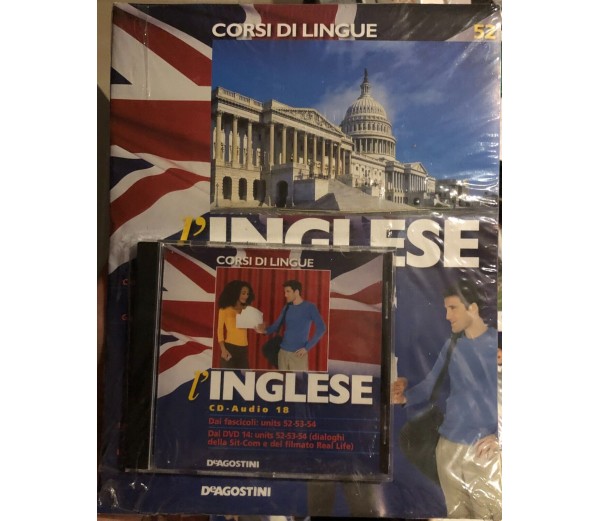 CORSI DI LINGUE
52
l'INGLESE
CORSI DI LINGUE
l'INGLESE
CD-Audio 18
Dai fascicoli: units 52-53-54
Dal DVD 14: units 52-53-54 (dialoghi
della Sit-Com e del filmato Real Life)
DeAGOSTINI
DeAGOSTINI